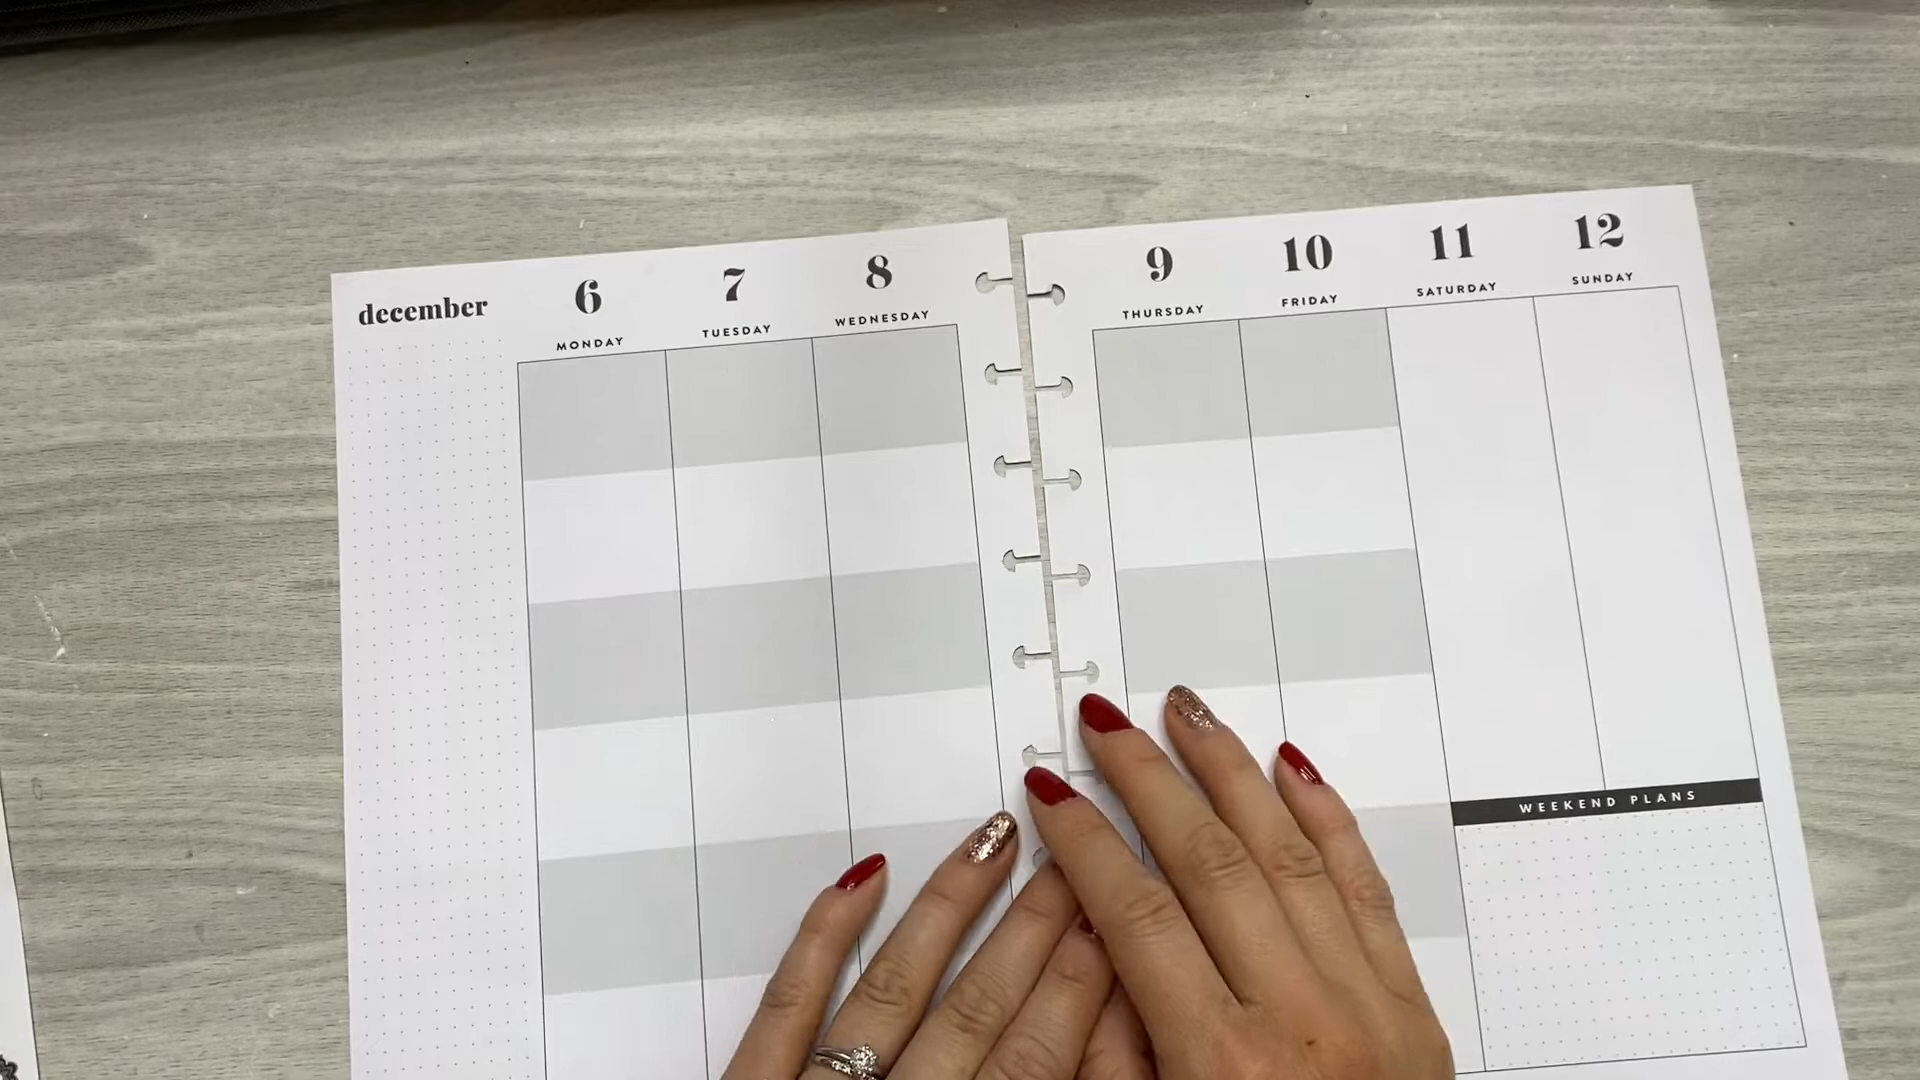 december
6
MONDAY
7
TUESDAY
8
WEDNESDAY
9
THURSDAY
10
FRIDAY
11
SATURDAY
12
SUNDAY
WEEKEND PLANS